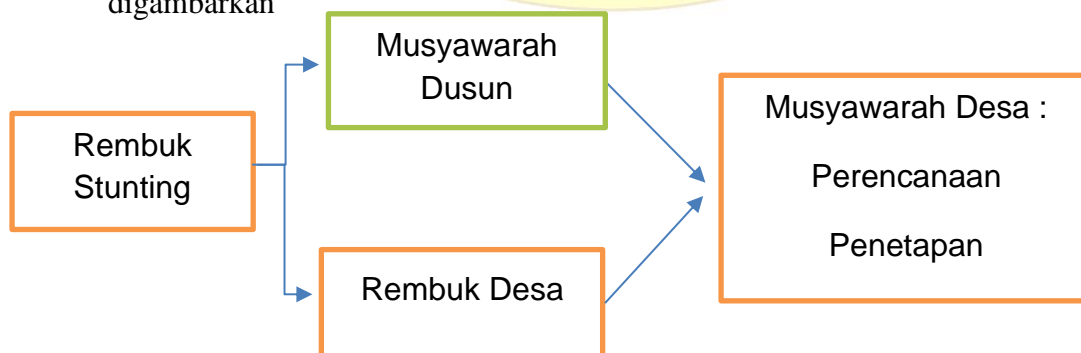 digambarkan
Musyawarah
Dusun
Rembuk
Stunting
Rembuk Desa
Musyawarah Desa :
Perencanaan
Penetapan